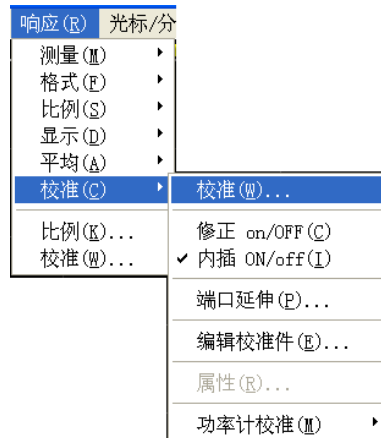 响应(R) 光标/分
测量(M)
格式(F)
比例(S)
显示(D)
平均(A)
校准(C)
比例(K)...
校准(W)...
校准(W)...
修正 on/OFF(C)
内插 ON/off(I)
端口延伸(P)...
编辑校准件(E)...
属性(R)...
功率计校准(M)